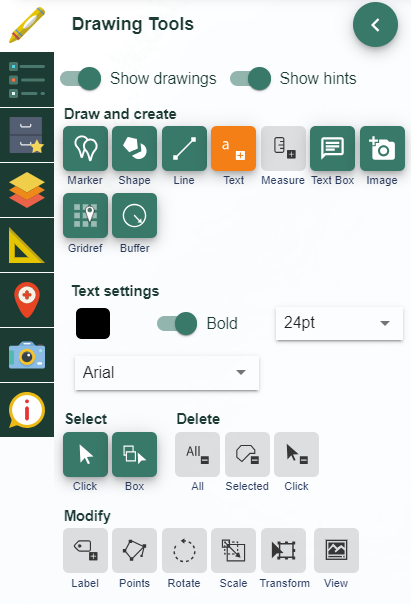 Drawing Tools
Show drawings Show hints
Draw and create
a
Marker Shape Line Text Measure Text Box Image
Gridref Buffer
Text settings
Bold 24pt
Arial
Select Delete
All
Click Box All Selected Click
Modify
Label Points Rotate Scale Transform View